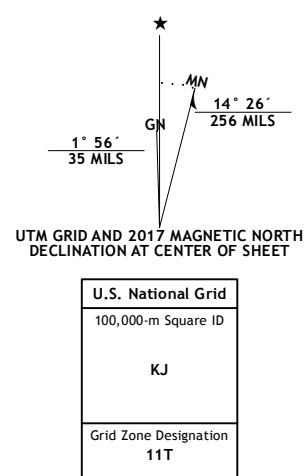 ★
MN
GN
14° 26´
256 MILS
1° 56´
35 MILS
UTM GRID AND 2017 MAGNETIC NORTH
DECLINATION AT CENTER OF SHEET
U.S. National Grid
100,000-m Square ID
KJ
Grid Zone Designation
11T